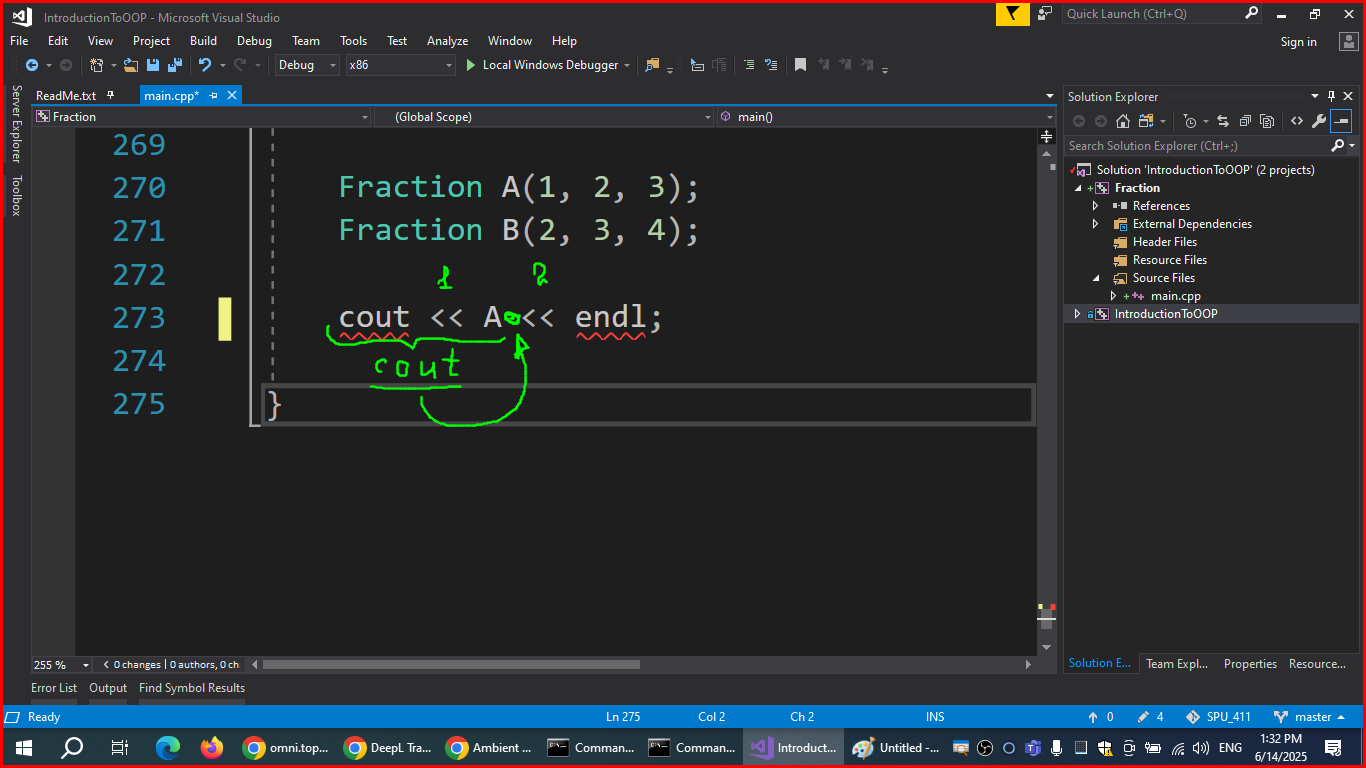 IntroductionToOOP - Microsoft Visual Studio
Quick Launch (Ctrl+Q)
File Edit View Project Build Debug Team Tools Test Analyze Window Help
Sign in
Debug x86 Local Windows Debugger
Server Explorer
Toolbox
ReadMe.txt main.cpp*
Fraction (Global Scope) main()
269
270 Fraction A(1, 2, 3);
271 Fraction B(2, 3, 4);
272 1 2
273 cout << A << endl;
274 cout
275 }
255 % 0 changes | 0 authors, 0 ch
Solution Explorer
Search Solution Explorer (Ctrl+;)
Solution 'IntroductionToOOP' (2 projects)
Fraction
References
External Dependencies
Header Files
Resource Files
Source Files
main.cpp
IntroductionToOOP
Solution E... Team Expl... Properties Resource...
Error List Output Find Symbol Results
Ready Ln 275 Col 2 Ch 2 INS 0 4 SPU_411 master
omni.top... DeepL Tra... Ambient ... Comman... Comman... Introduct... Untitled -... ENG
1:32 PM
6/14/2025